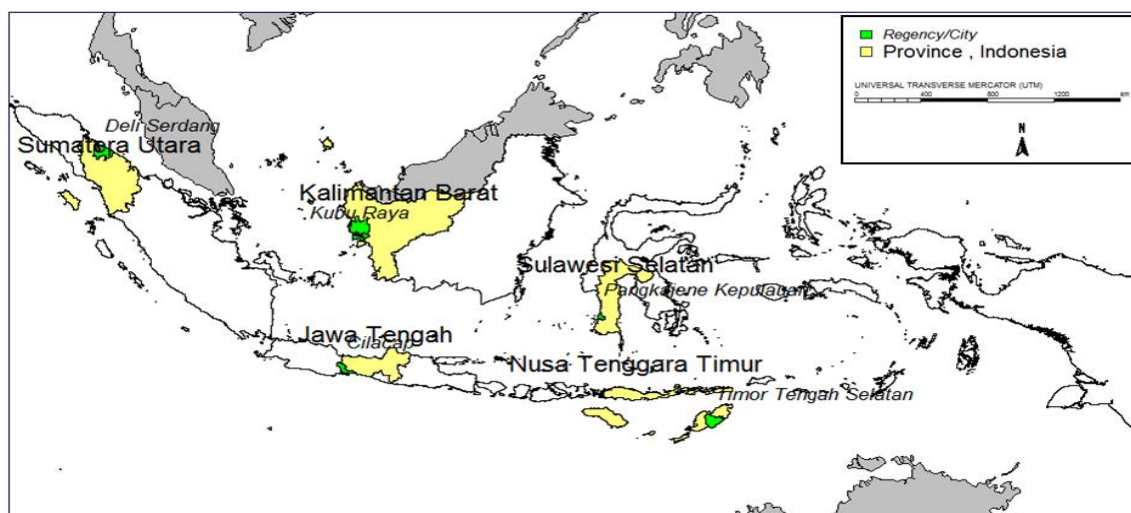 Regency/City
Province , Indonesia
UNIVERSAL TRANSVERSE MERCATOR (UTM)
0 400 800 1200 km
N
Deli Serdang
Sumatera Utara
Kalimantan Barat
Kubu Raya
Sulawesi Selatan
Pangkajene Kepulauan
Jawa Tengah
Cilacap
Nusa Tenggara Timur
Timor Tengah Selatan